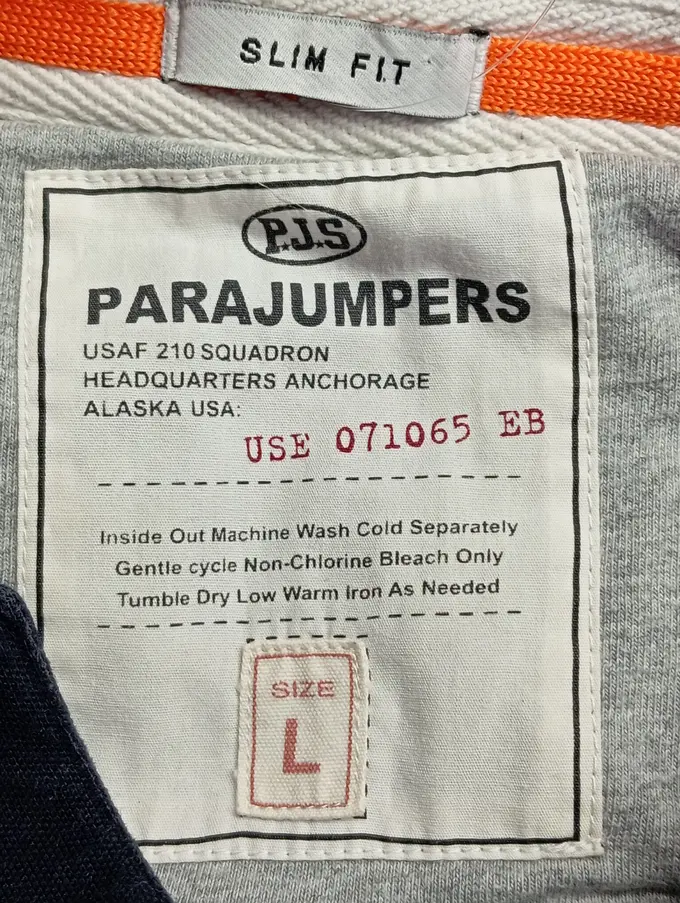 SLIM FIT
P.J.S
PARAJUMPERS
USAF 210 SQUADRON
HEADQUARTERS ANCHORAGE
ALASKA USA:
USE 071065 EB
Inside Out Machine Wash Cold Separately
Gentle cycle Non-Chlorine Bleach Only
Tumble Dry Low Warm Iron As Needed
SIZE
L